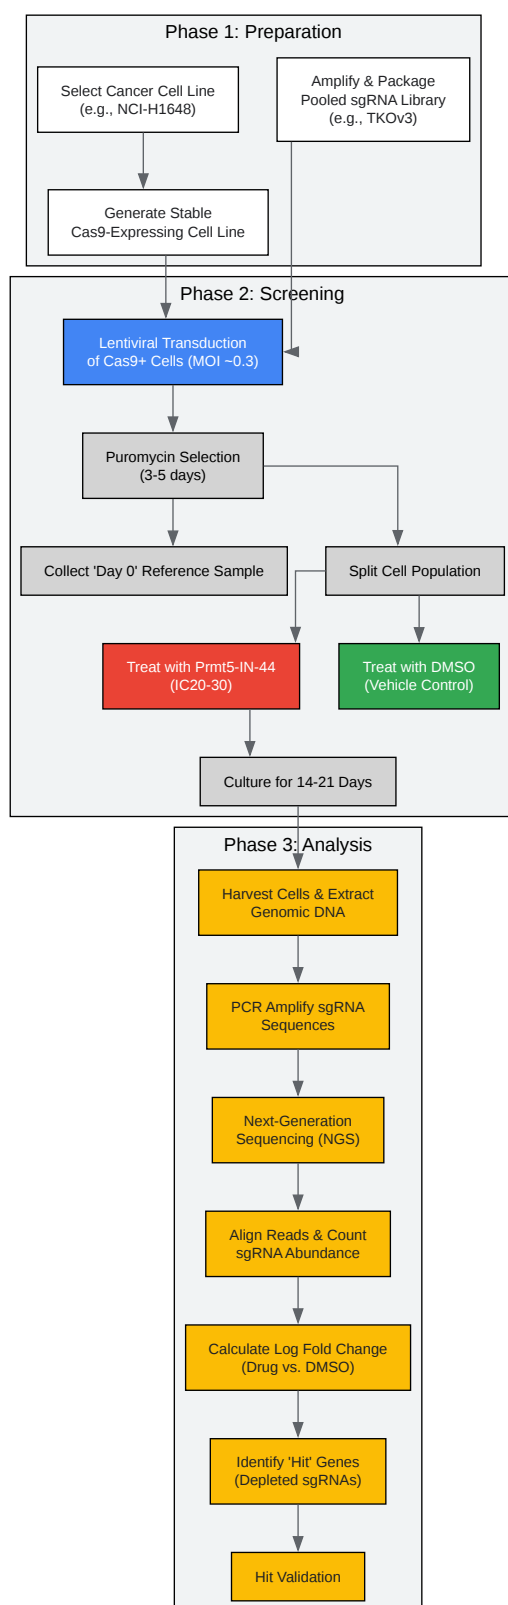 Phase 1: Preparation
Select Cancer Cell Line
(e.g., NCI-H1648)
Amplify & Package
Pooled sgRNA Library
(e.g., TKOv3)
Generate Stable
Cas9-Expressing Cell Line
Phase 2: Screening
Lentiviral Transduction
of Cas9+ Cells (MOI ~0.3)
Puromycin Selection
(3-5 days)
Collect 'Day 0' Reference Sample
Split Cell Population
Treat with Prmt5-IN-44
(IC20-30)
Treat with DMSO
(Vehicle Control)
Culture for 14-21 Days
Phase 3: Analysis
Harvest Cells & Extract
Genomic DNA
PCR Amplify sgRNA
Sequences
Next-Generation
Sequencing (NGS)
Align Reads & Count
sgRNA Abundance
Calculate Log Fold Change
(Drug vs. DMSO)
Identify 'Hit' Genes
(Depleted sgRNAs)
Hit Validation